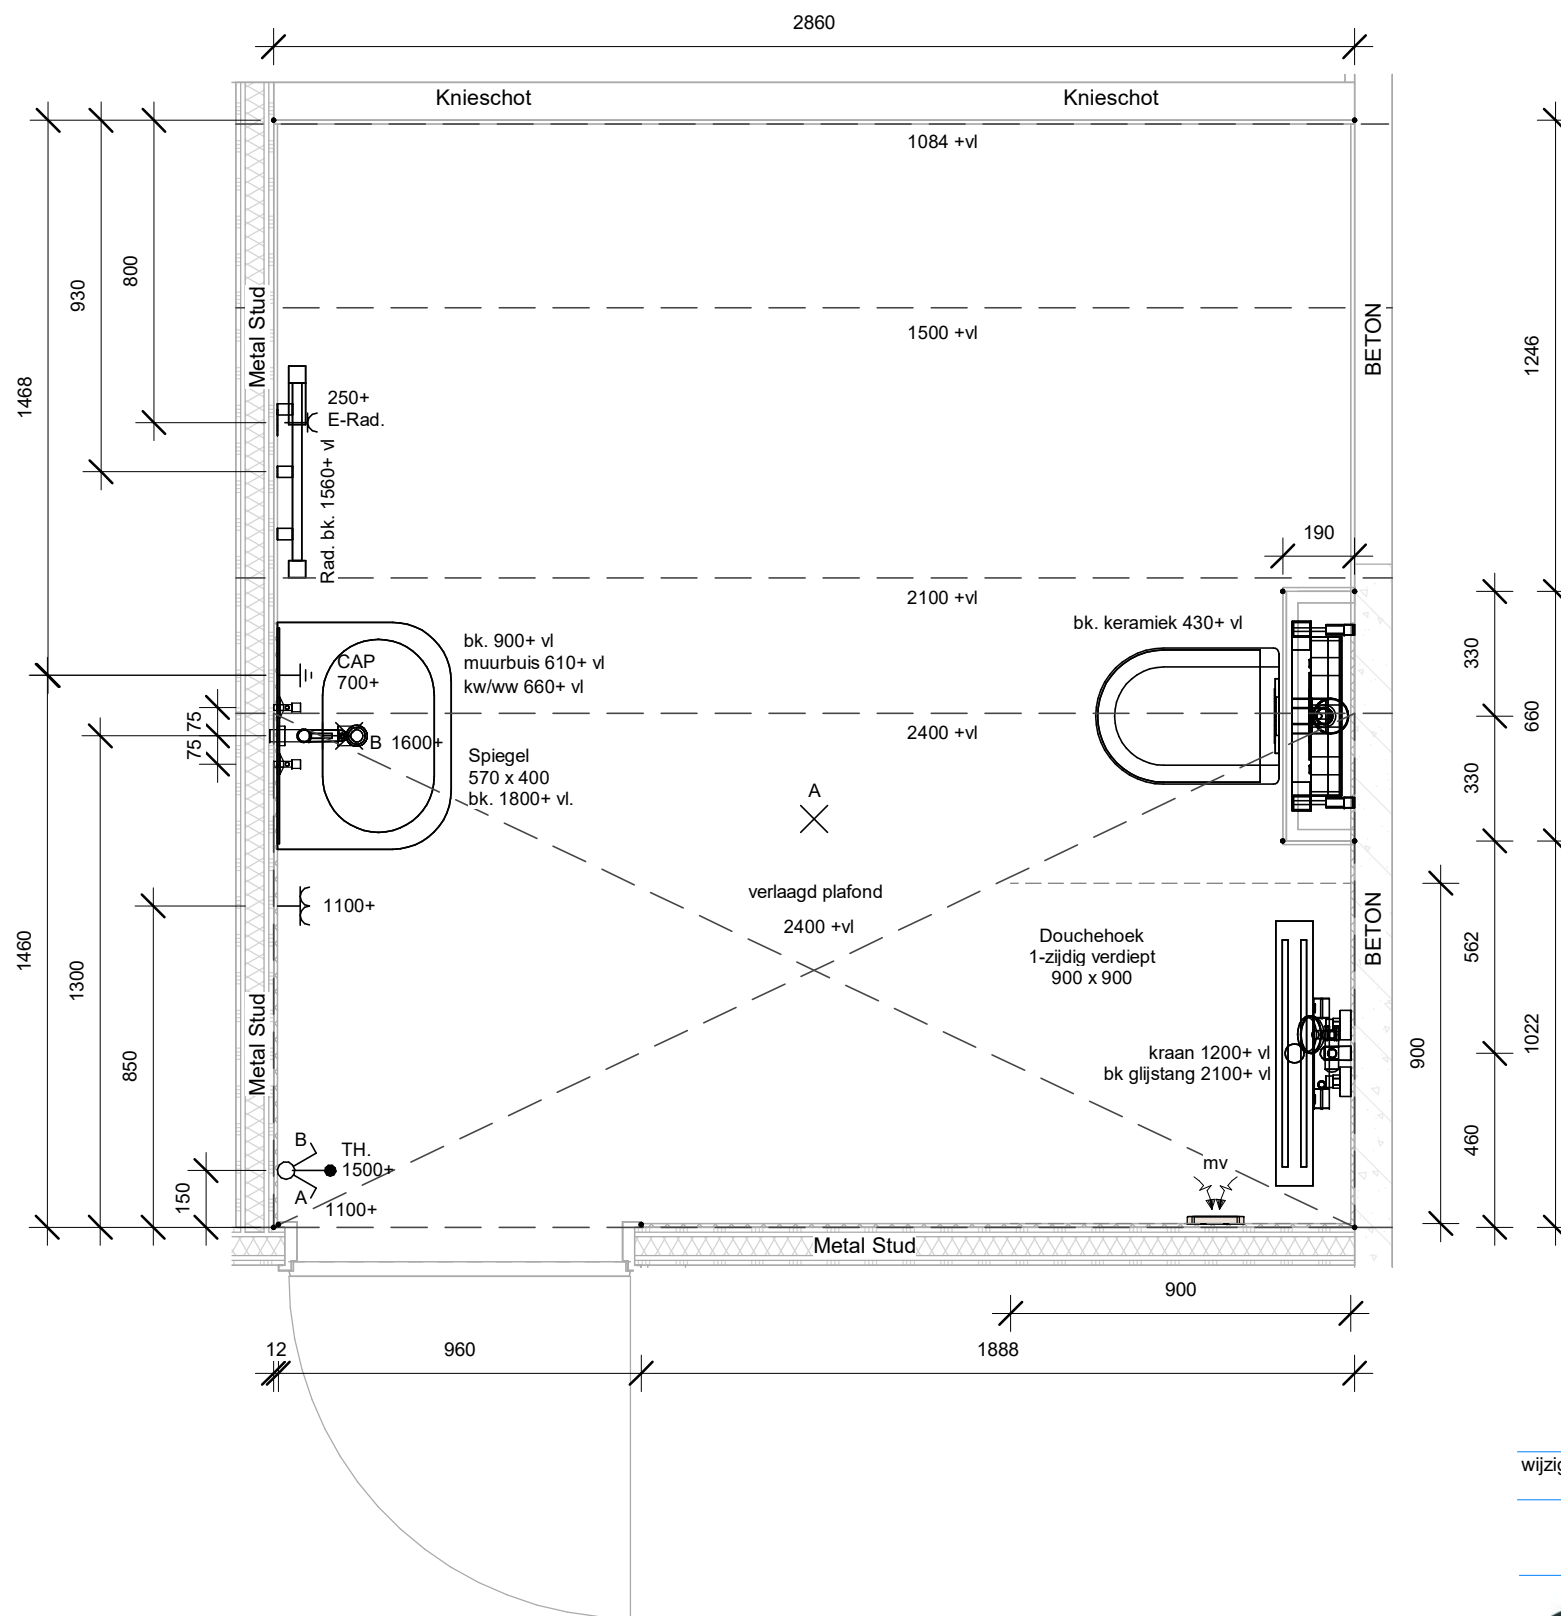 2860
Knieschot
Knieschot
1084 +vl
1500 +vl
Metal Stud
BETON
800
930
1468
1246
250+
E-Rad.
Rad. bk. 1560+ vl
190
2100 +vl
bk. keramiek 430+ vl
bk. 900+ vl
muurbuis 610+ vl
kw/ww 660+ vl
CAP
700+
330
660
330
75
75
B 1600+
2400 +vl
Spiegel
570 x 400
bk. 1800+ vl.
A
verlaagd plafond
2400 +vl
1100+
Douchehoek
1-zijdig verdiept
900 x 900
BETON
562
1460
1300
850
Metal Stud
kraan 1200+ vl
bk glijstang 2100+ vl
900
1022
460
B
TH.
1500+
A
1100+
150
mv
Metal Stud
900
12
960
1888
wijzig